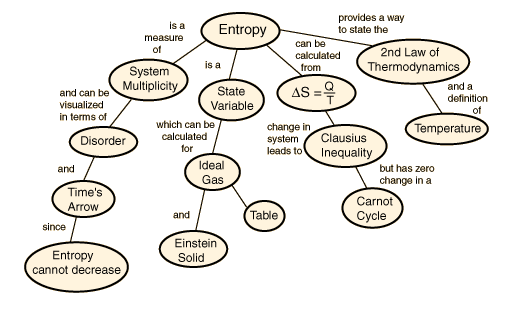 Entropy
is a
measure
of
is a
can be
calculated
from
provides a way
to state the
System
Multiplicity
State
Variable
ΔS = Q/T
2nd Law of
Thermodynamics
and can be
visualized
in terms of
which can be
calculated
for
change in
system
leads to
and a
definition
of
Disorder
Ideal
Gas
Clausius
Inequality
Temperature
and
but has zero
change in a
Time's
Arrow
and
Table
Carnot
Cycle
since
Einstein
Solid
Entropy
cannot decrease